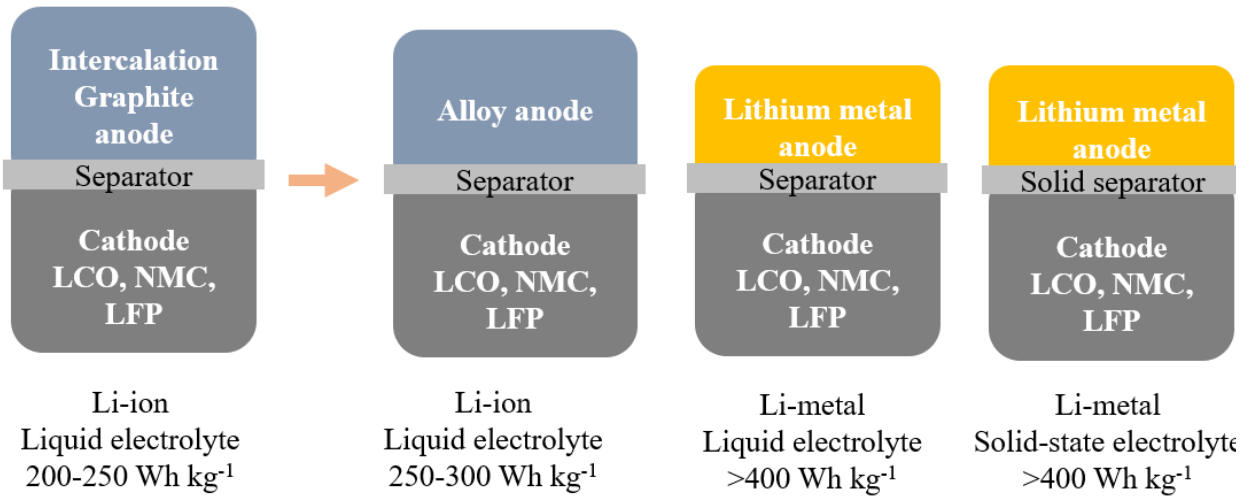 Intercalation
Graphite
anode
Separator
Cathode
LCO, NMC,
LFP
Li-ion
Liquid electrolyte
200-250 Wh kg⁻¹
Alloy anode
Separator
Cathode
LCO, NMC,
LFP
Li-ion
Liquid electrolyte
250-300 Wh kg⁻¹
Lithium metal
anode
Separator
Cathode
LCO, NMC,
LFP
Li-metal
Liquid electrolyte
>400 Wh kg⁻¹
Lithium metal
anode
Solid separator
Cathode
LCO, NMC,
LFP
Li-metal
Solid-state electrolyte
>400 Wh kg⁻¹